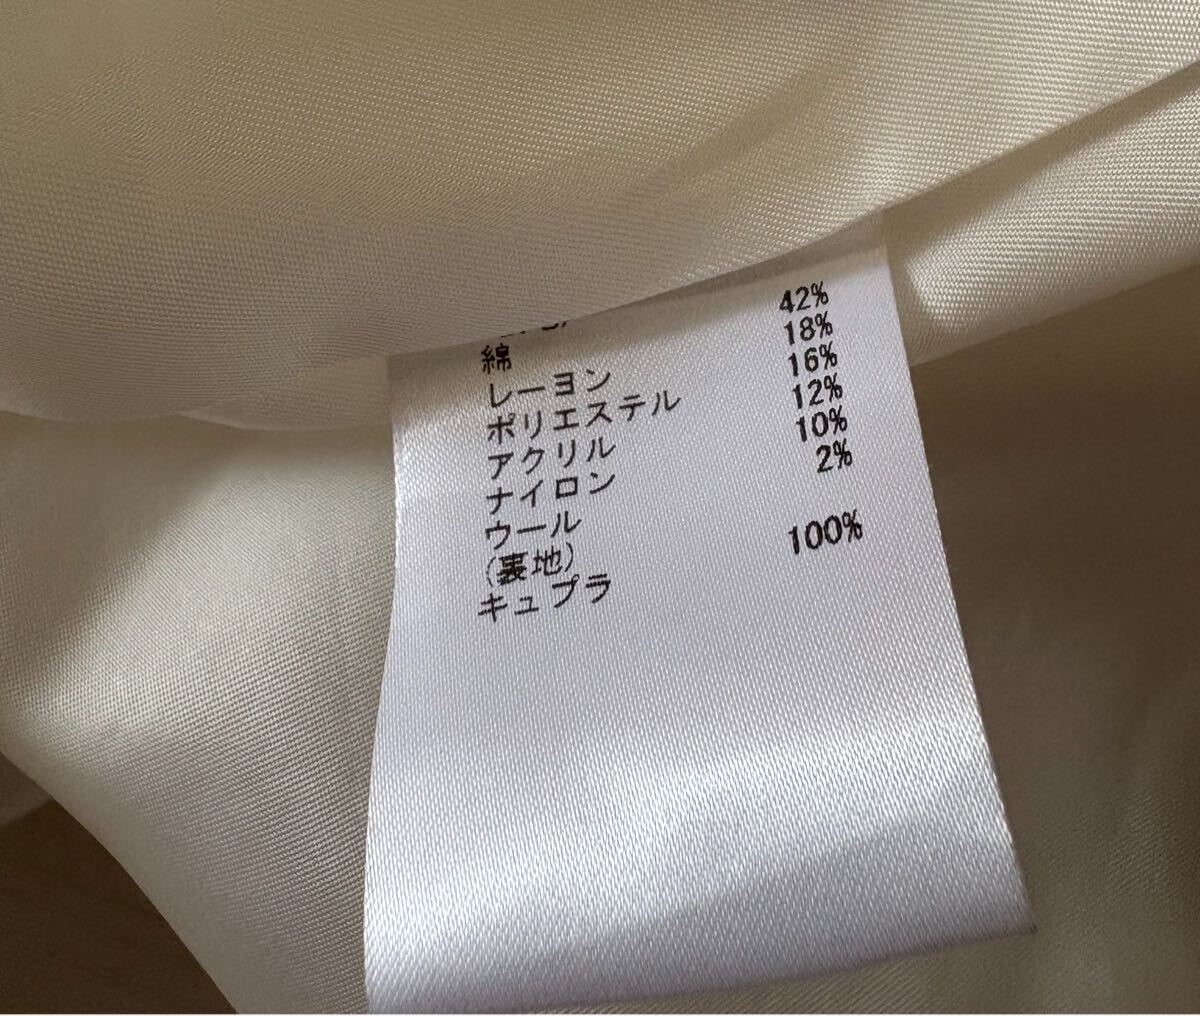 綿 42%
レーヨン 18%
ポリエステル 16%
アクリル 12%
ナイロン 10%
ウール 2%
(裏地)
キュプラ 100%